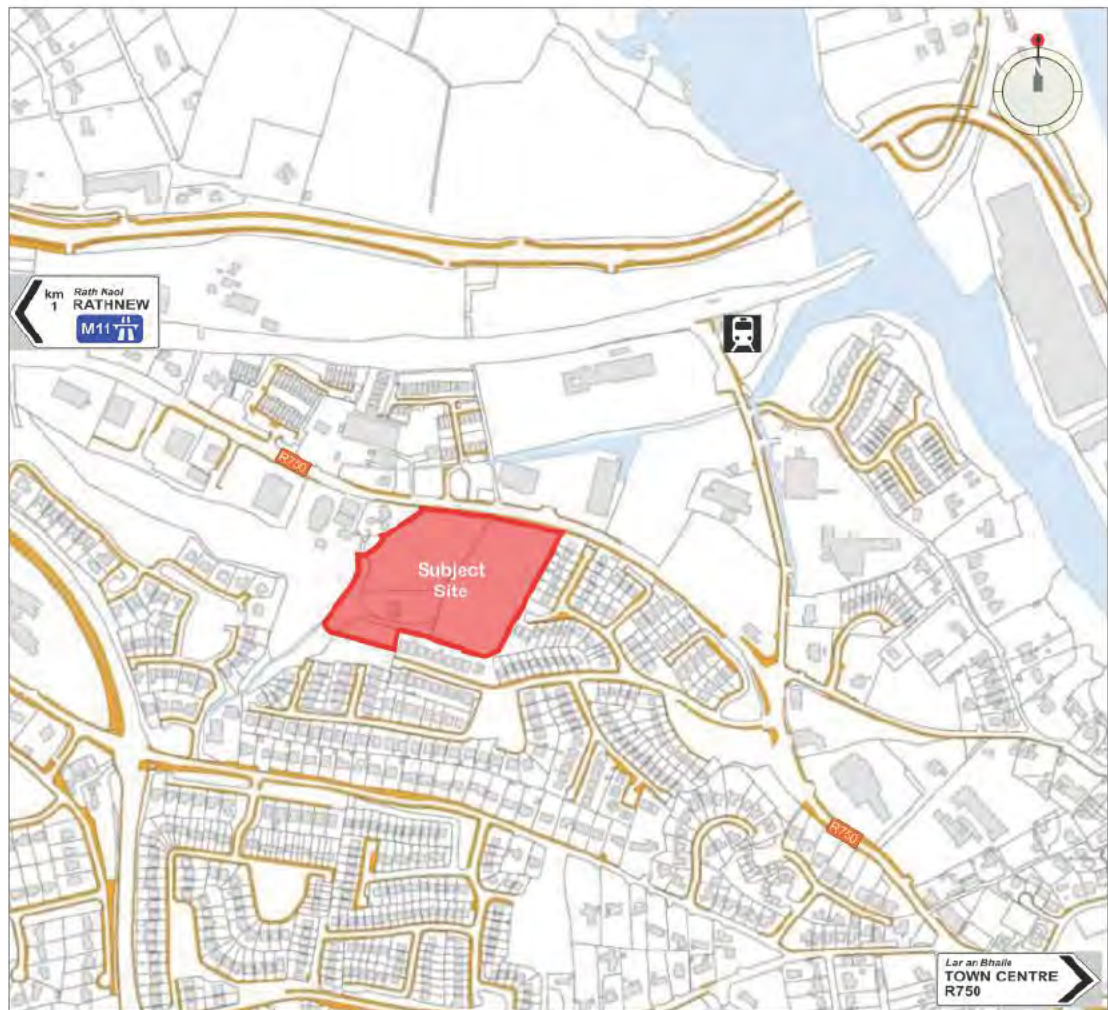 km
1
Rath Naoi
RATHNEW
M11
R750
Subject
Site
R750
Lar an Bhaile
TOWN CENTRE
R750